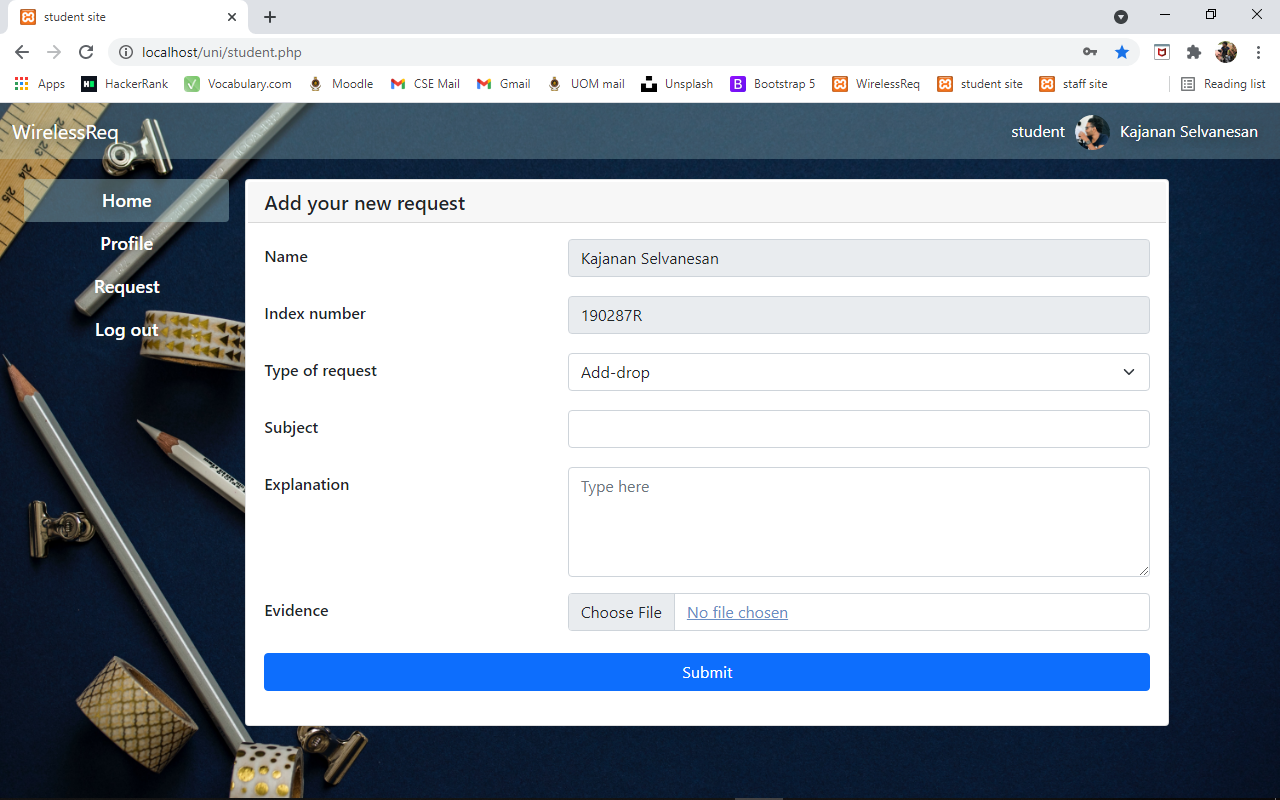 student site
localhost/uni/student.php
Apps HackerRank Vocabulary.com Moodle CSE Mail Gmail UOM mail Unsplash Bootstrap 5 WirelessReq student site staff site Reading list
WirelessReq student Kajanan Selvanesan
Home
Profile
Request
Log out
Add your new request
Name Kajanan Selvanesan
Index number 190287R
Type of request Add-drop
Subject
Explanation Type here
Evidence Choose File No file chosen
Submit